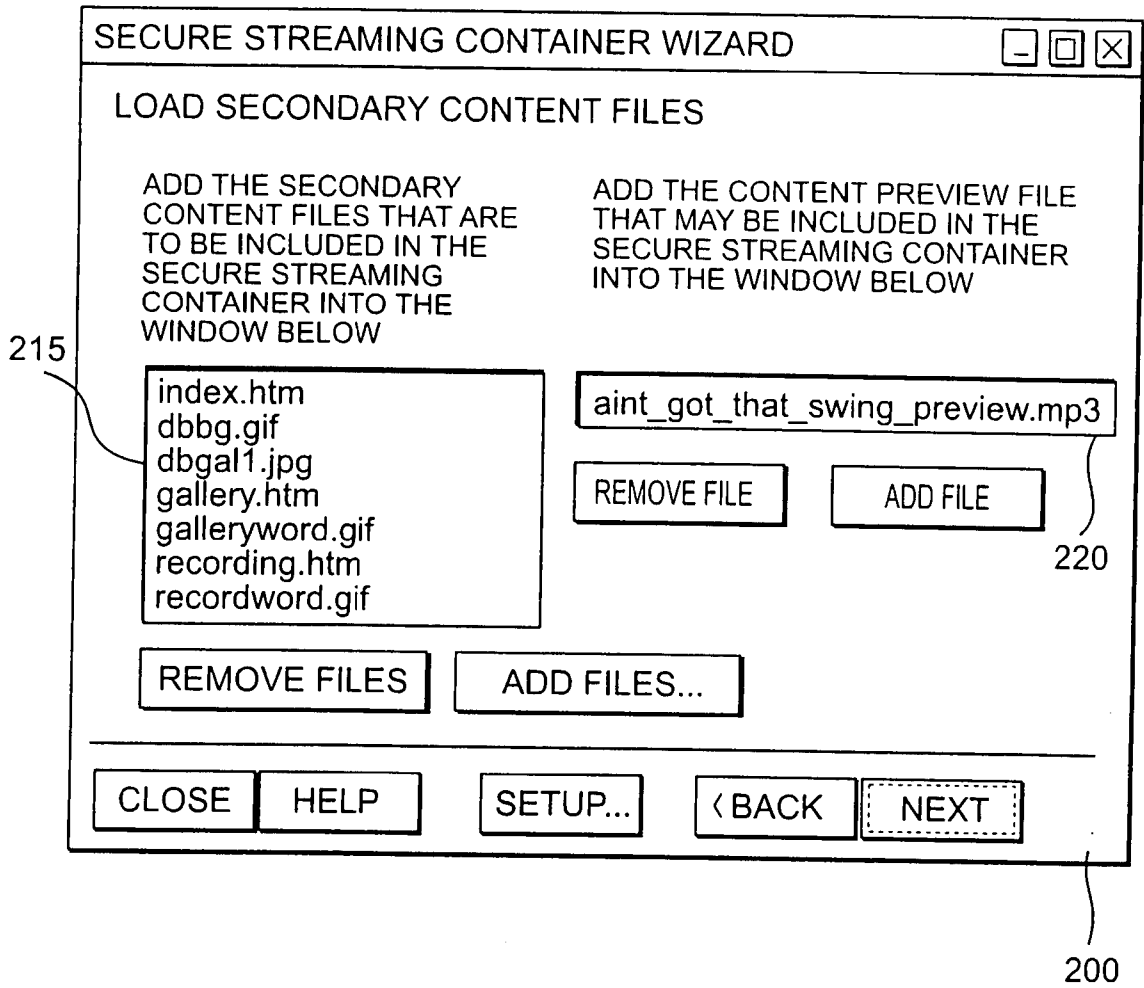 SECURE STREAMING CONTAINER WIZARD
LOAD SECONDARY CONTENT FILES
ADD THE SECONDARY
CONTENT FILES THAT ARE
TO BE INCLUDED IN THE
SECURE STREAMING
CONTAINER INTO THE
WINDOW BELOW
ADD THE CONTENT PREVIEW FILE
THAT MAY BE INCLUDED IN THE
SECURE STREAMING CONTAINER
INTO THE WINDOW BELOW
215
index.htm
dbbg.gif
dbgal1.jpg
gallery.htm
galleryword.gif
recording.htm
recordword.gif
aint_got_that_swing_preview.mp3
REMOVE FILE
ADD FILE
220
REMOVE FILES
ADD FILES...
CLOSE
HELP
SETUP...
<BACK
NEXT
200